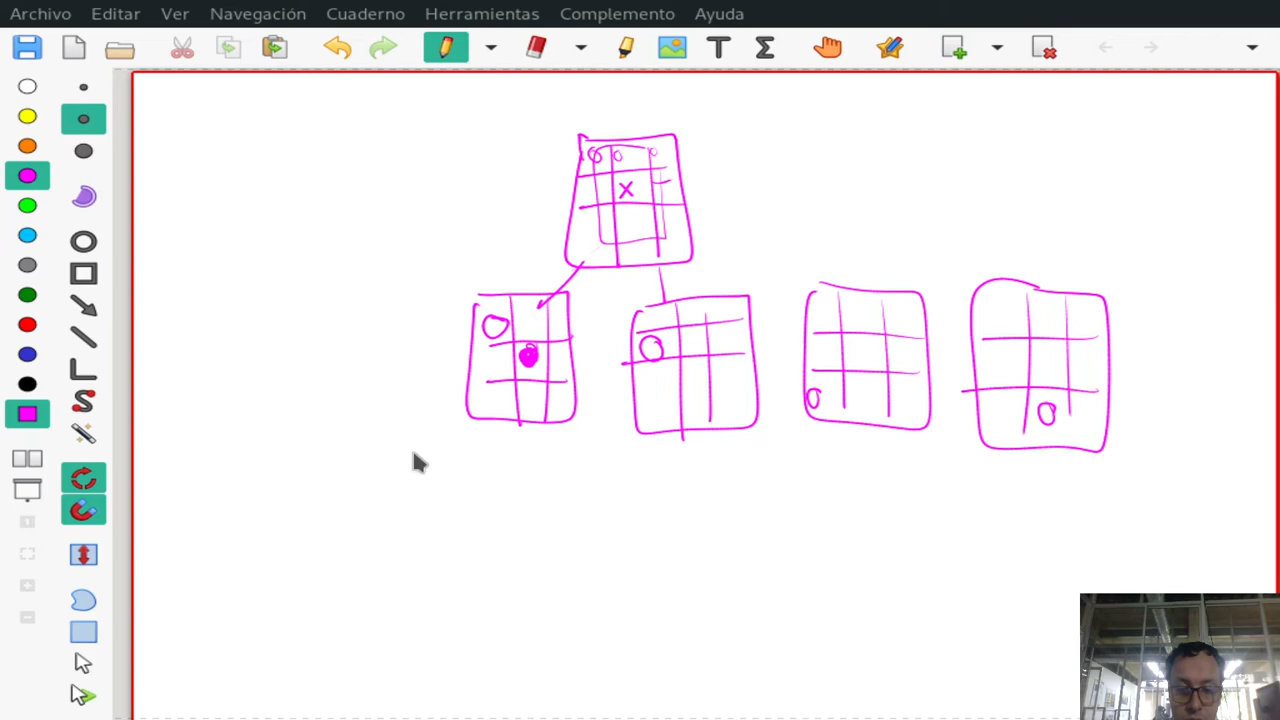 Archivo Editar Ver Navegación Cuaderno Herramientas Complemento Ayuda
O O O
X
O
O
O
O